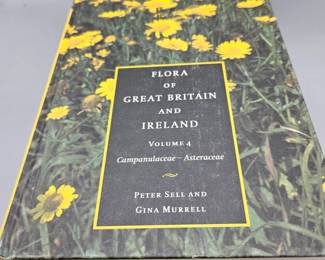 FLORA
OF
GREAT BRITAIN
AND
IRELAND
VOLUME 4
Campanulaceae – Asteraceae
PETER SELL AND
GINA MURRELL